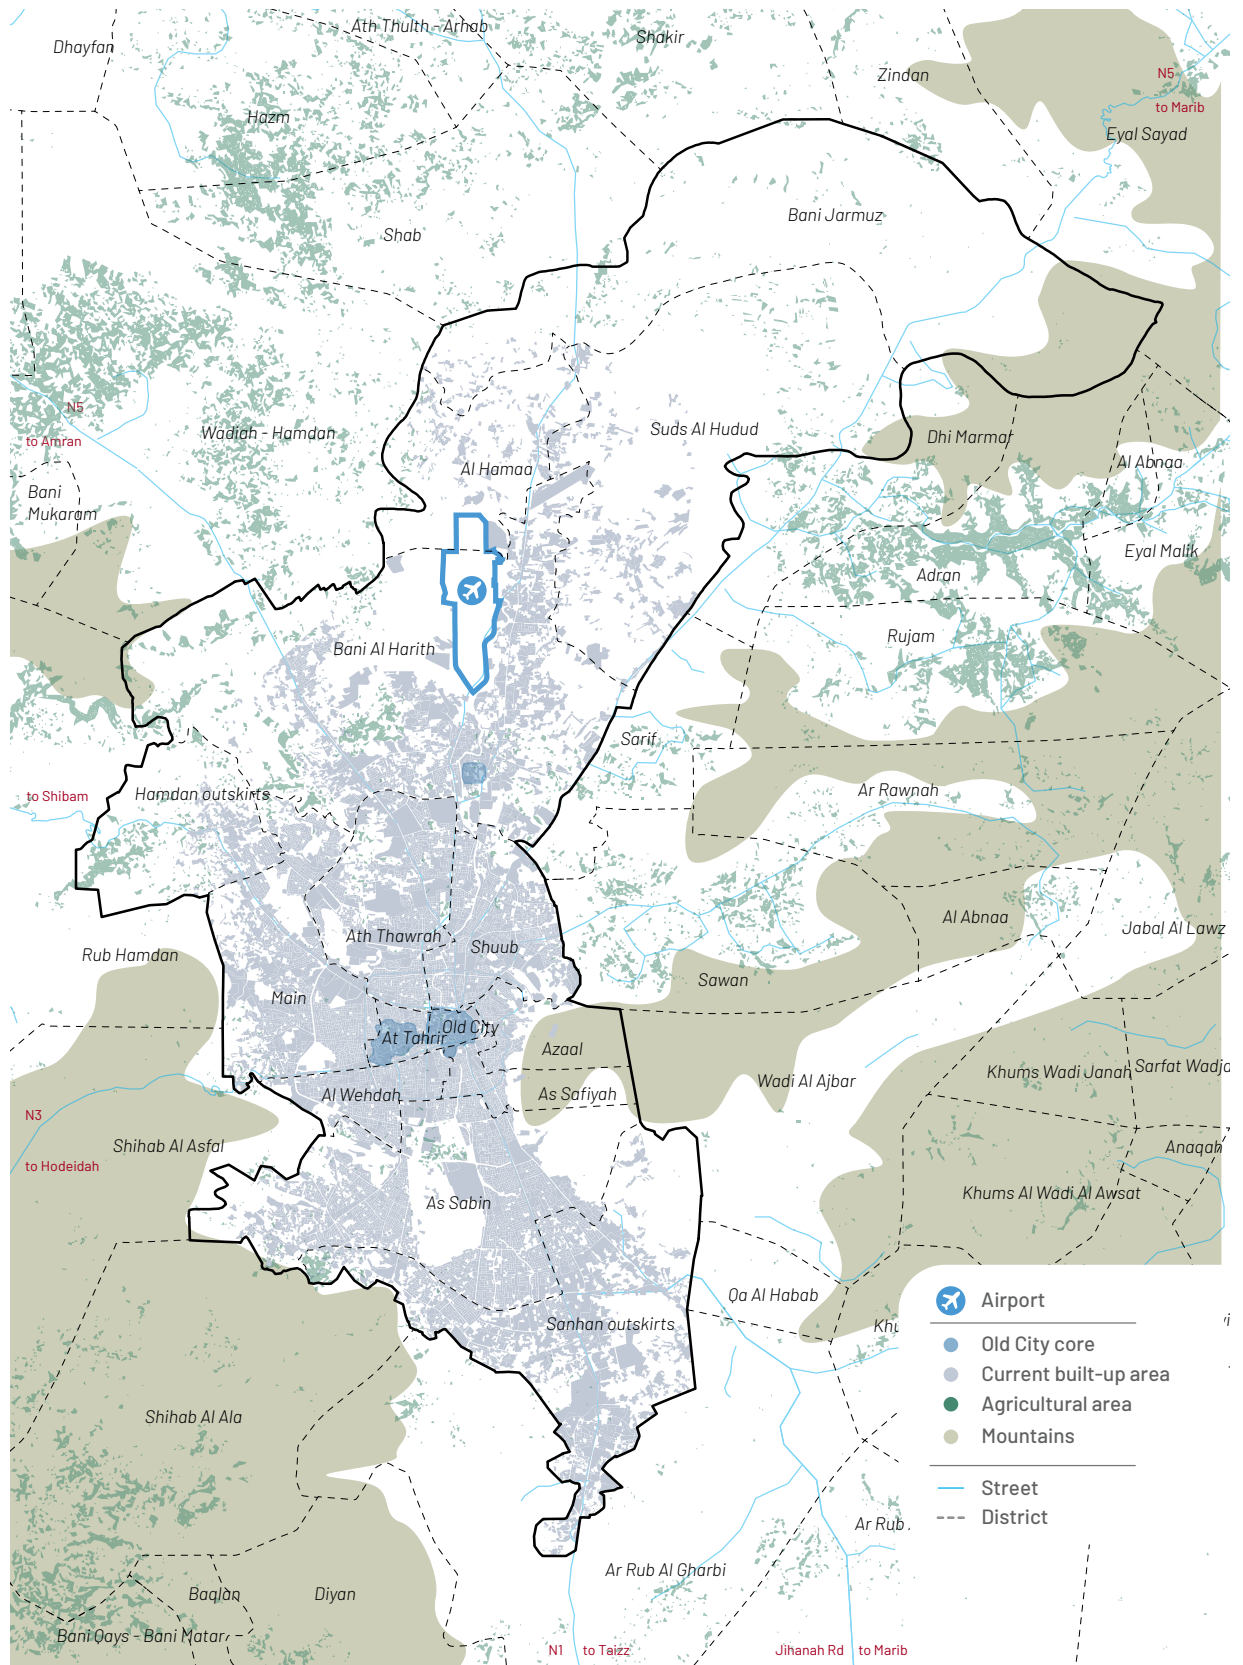 Ath Thulth - Arhab
Shakir
Dhayfan
Zindan
N5
to Marib
Hazm
Eyal Sayad
Bani Jarmuz
Shab
N5
to Amran
Wadiah - Hamdan
Suds Al Hudud
Dhi Marmar
Al Hamaa
Al Abnaa
Bani
Mukaram
Eyal Malik
Adran
Rujam
Bani Al Harith
Sarif
to Shibam
Hamdan outskirts
Ar Rawnah
Al Abnaa
Jabal Al Lawz
Ath Thawrah
Shuub
Rub Hamdan
Sawan
Main
Old City
At Tahrir
Azaal
Wadi Al Ajbar
Khums Wadi Janah
Sarfat Wadja
As Safiyah
Al Wehdah
N3
to Hodeidah
Shihab Al Asfal
Anaqah
Khums Al Wadi Al Awsat
As Sabin
Qa Al Habab
Sanhan outskirts
Airport
Old City core
Current built-up area
Agricultural area
Mountains
Street
District
Shihab Al Ala
Ar Rub .
Ar Rub Al Gharbi
Baqlan
Diyan
Bani Qays - Bani Matar
N1 to Taizz
Jihanah Rd to Marib